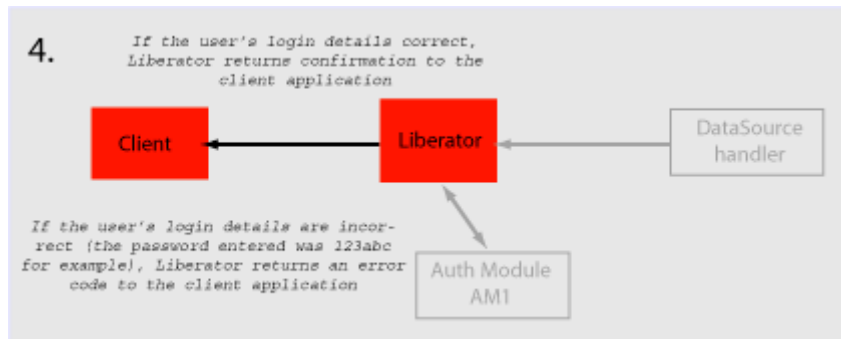 4.
If the user's login details correct,
Liberator returns confirmation to the
client application
Client
Liberator
DataSource
handler
If the user's login details are incor-
rect (the password entered was 123abc
for example), Liberator returns an error
code to the client application
Auth Module
AM1